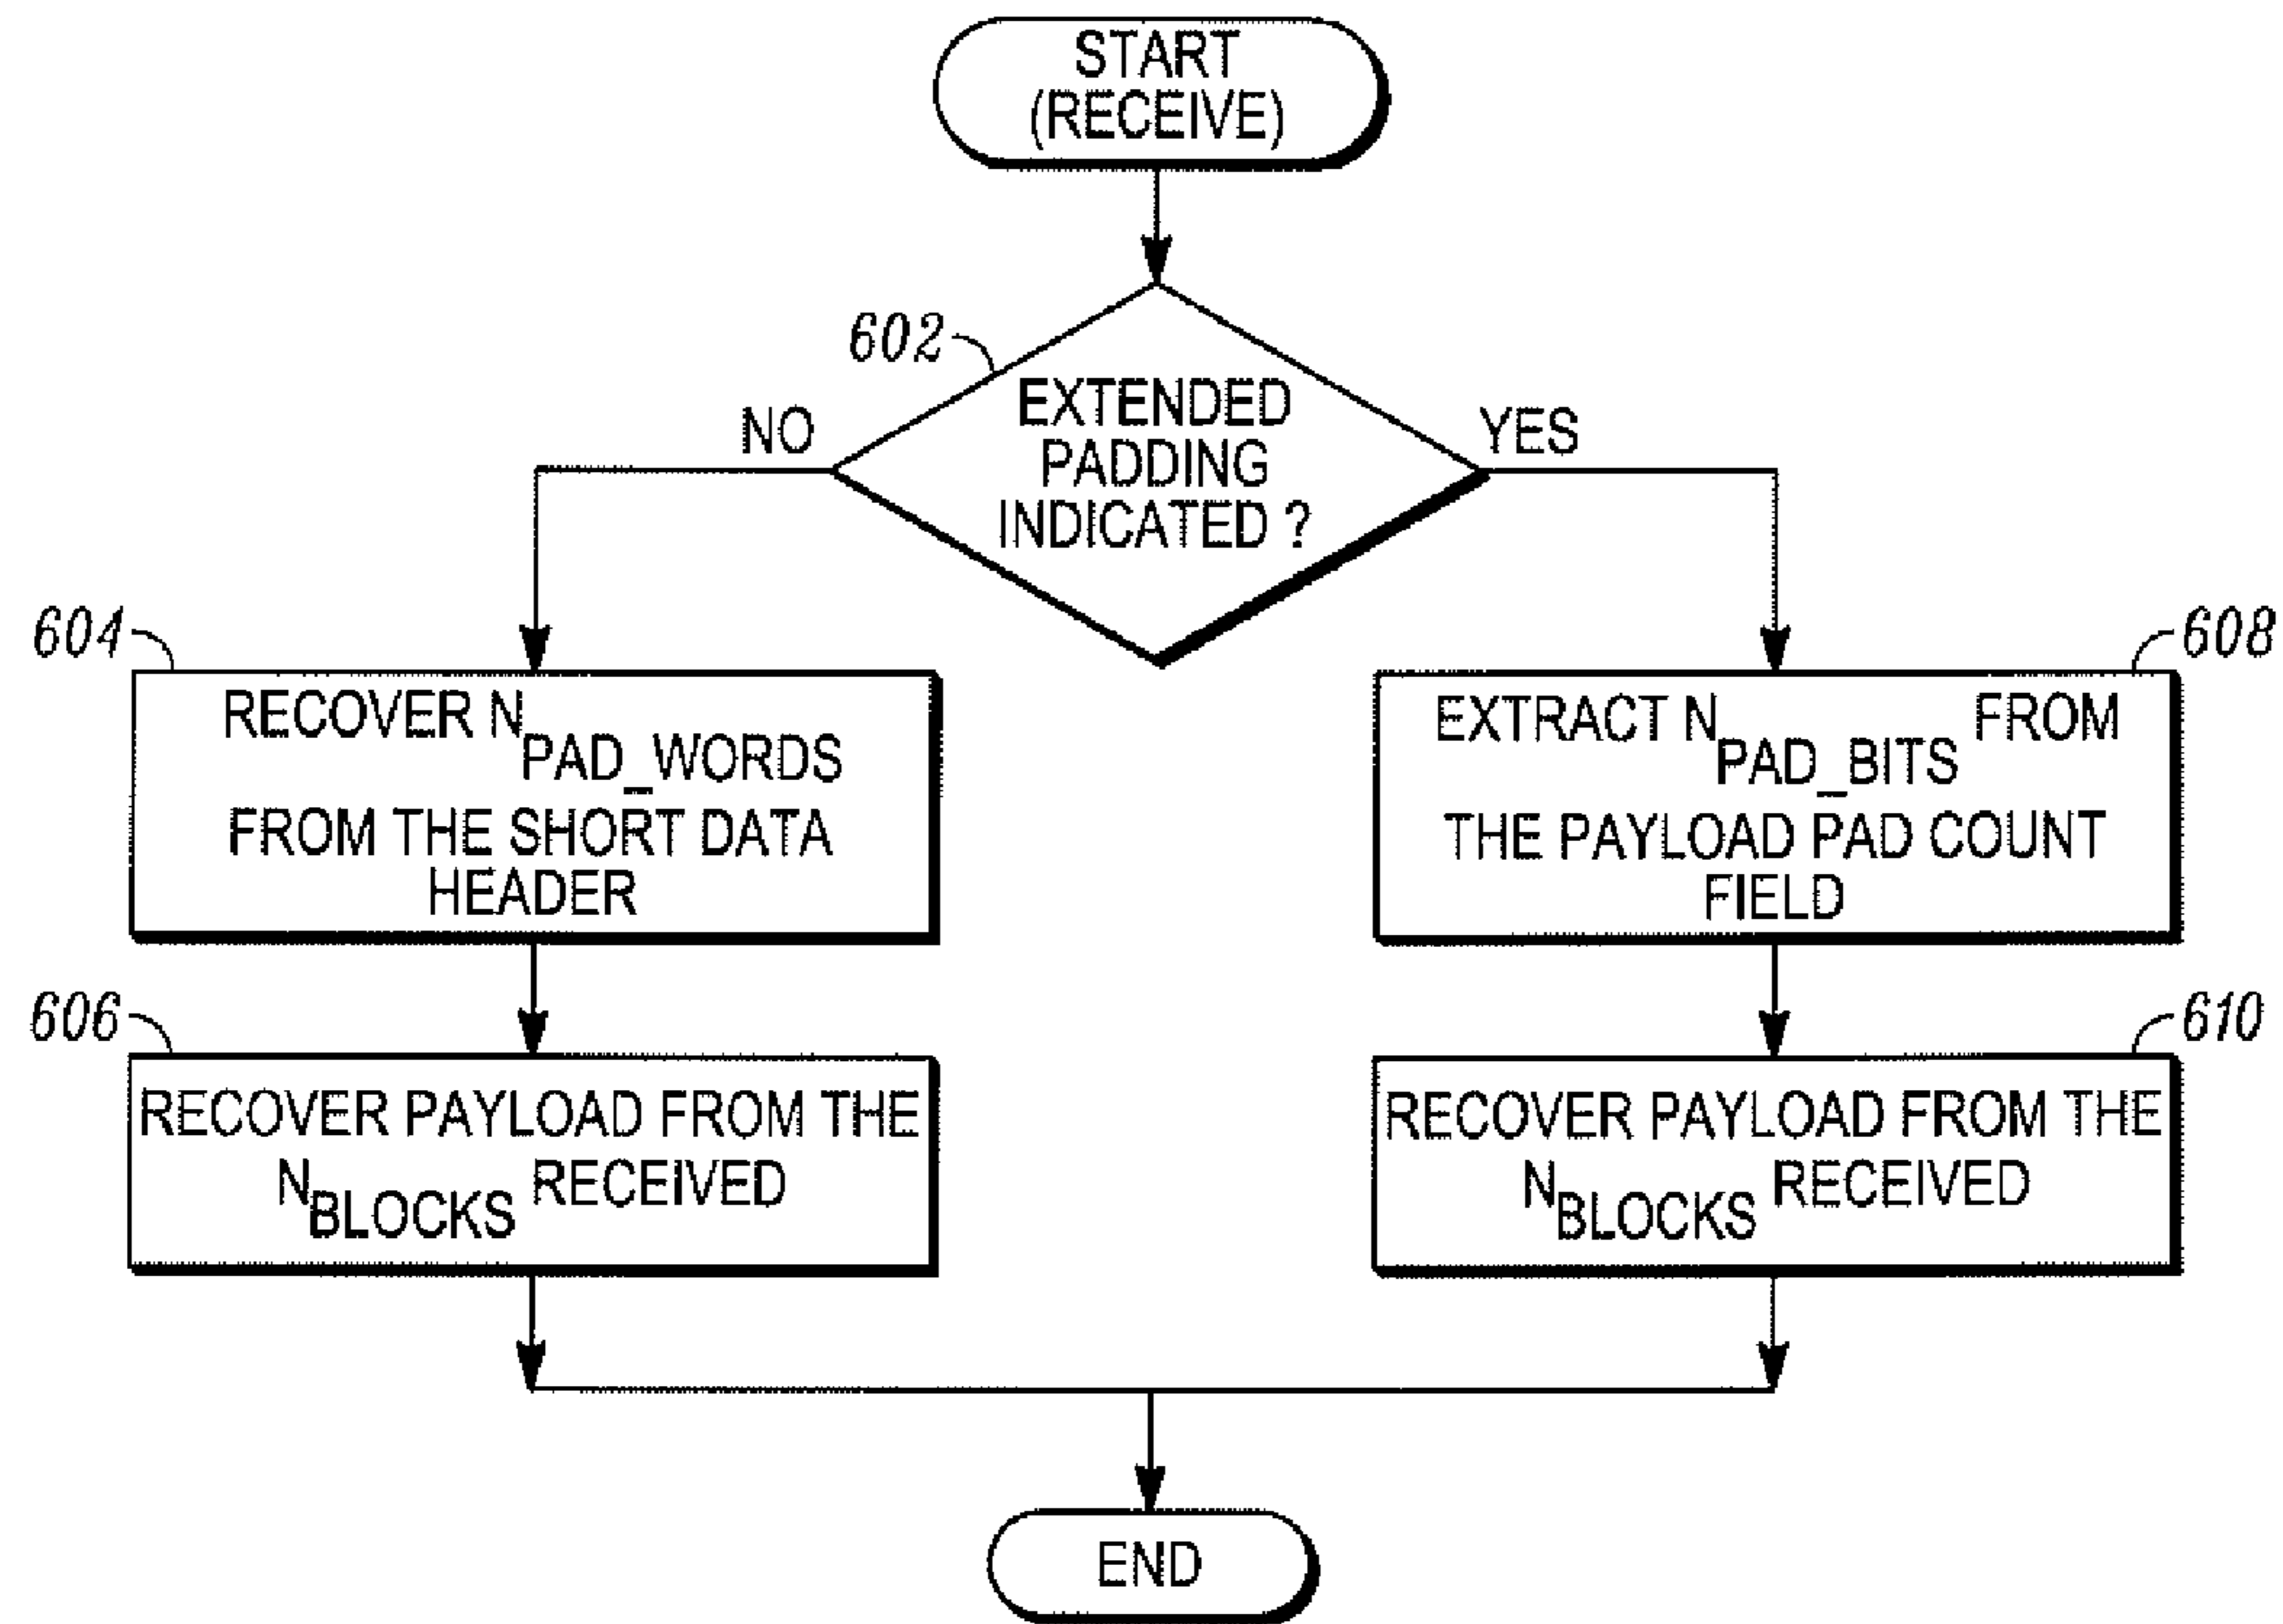 START
(RECEIVE)
602
EXTENDED
PADDING
INDICATED ?
NO
YES
604
RECOVER N PAD_WORDS
FROM THE SHORT DATA
HEADER
608
EXTRACT N PAD_BITS FROM
THE PAYLOAD PAD COUNT
FIELD
606
RECOVER PAYLOAD FROM THE
N BLOCKS RECEIVED
610
RECOVER PAYLOAD FROM THE
N BLOCKS RECEIVED
END